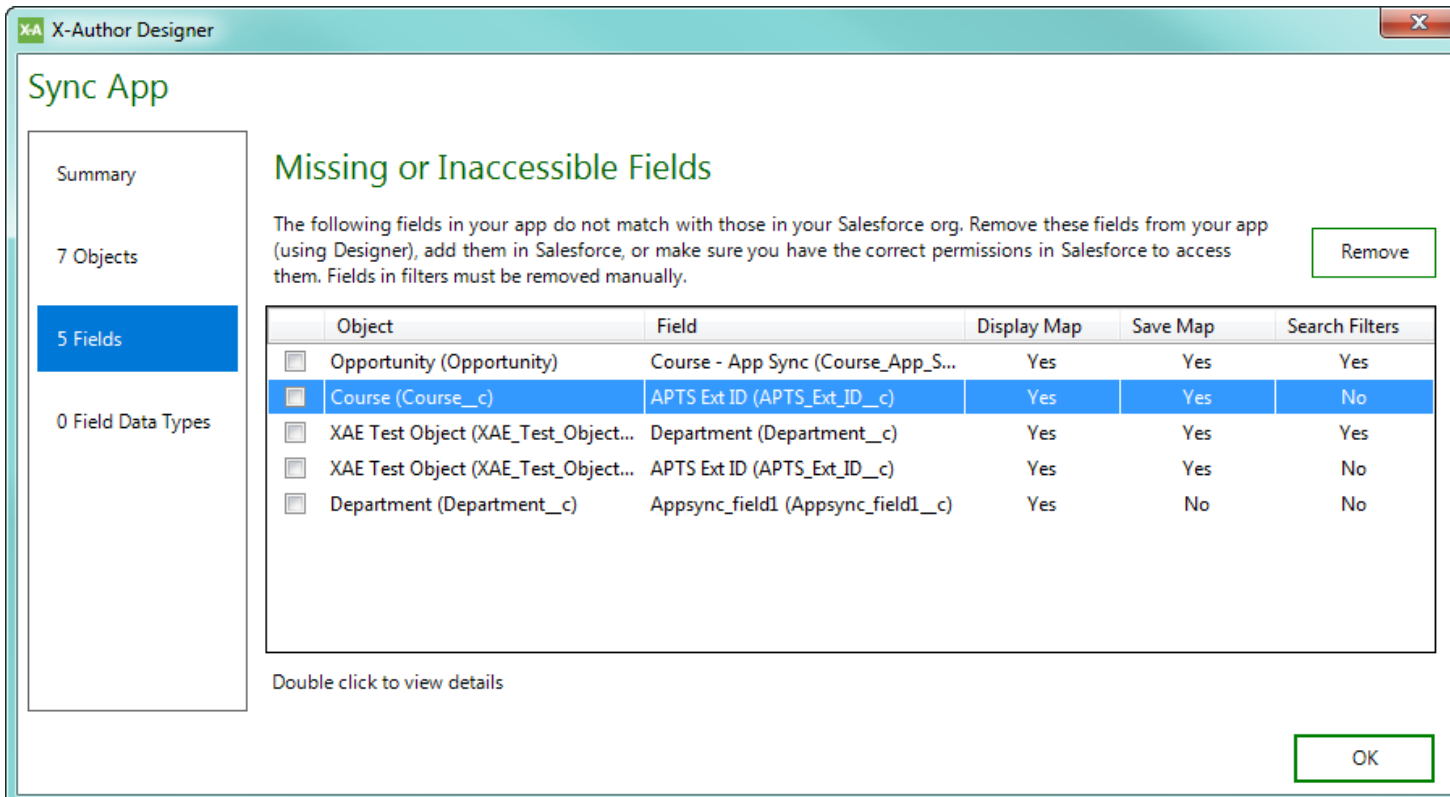 X-A X-Author Designer
Sync App
Summary
7 Objects
5 Fields
0 Field Data Types
Missing or Inaccessible Fields
The following fields in your app do not match with those in your Salesforce org. Remove these fields from your app
(using Designer), add them in Salesforce, or make sure you have the correct permissions in Salesforce to access
them. Fields in filters must be removed manually.
Remove
Object Field Display Map Save Map Search Filters
Opportunity (Opportunity) Course - App Sync (Course_App_S... Yes Yes Yes
Course (Course__c) APTS Ext ID (APTS_Ext_ID__c) Yes Yes No
XAE Test Object (XAE_Test_Object... Department (Department__c) Yes Yes Yes
XAE Test Object (XAE_Test_Object... APTS Ext ID (APTS_Ext_ID__c) Yes Yes No
Department (Department__c) Appsync_field1 (Appsync_field1__c) Yes No No
Double click to view details
OK